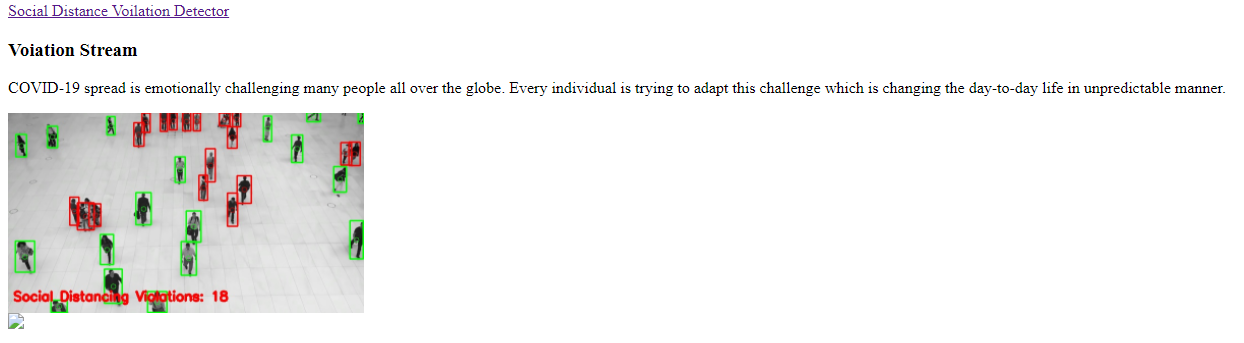 Social Distance Voilation Detector
Voiation Stream
COVID-19 spread is emotionally challenging many people all over the globe. Every individual is trying to adapt this challenge which is changing the day-to-day life in unpredictable manner.
Social Distancing Violations: 18